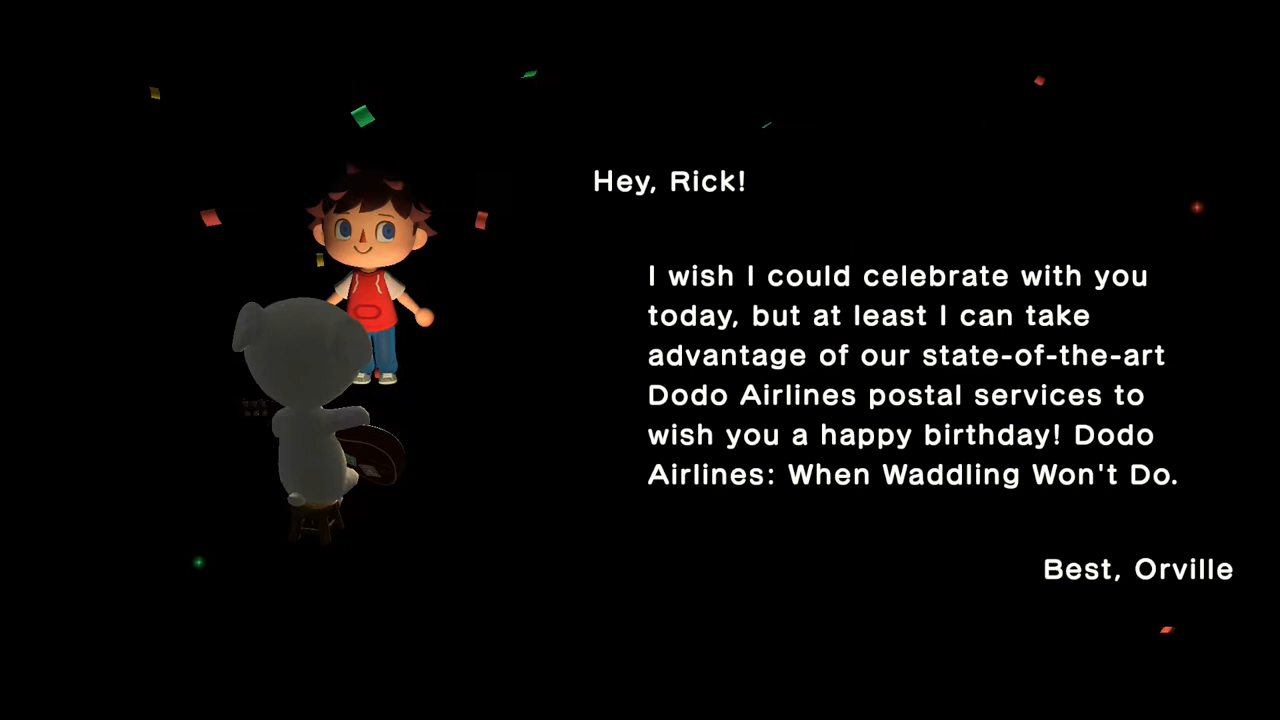 Hey, Rick!
I wish I could celebrate with you
today, but at least I can take
advantage of our state-of-the-art
Dodo Airlines postal services to
wish you a happy birthday! Dodo
Airlines: When Waddling Won't Do.
Best, Orville